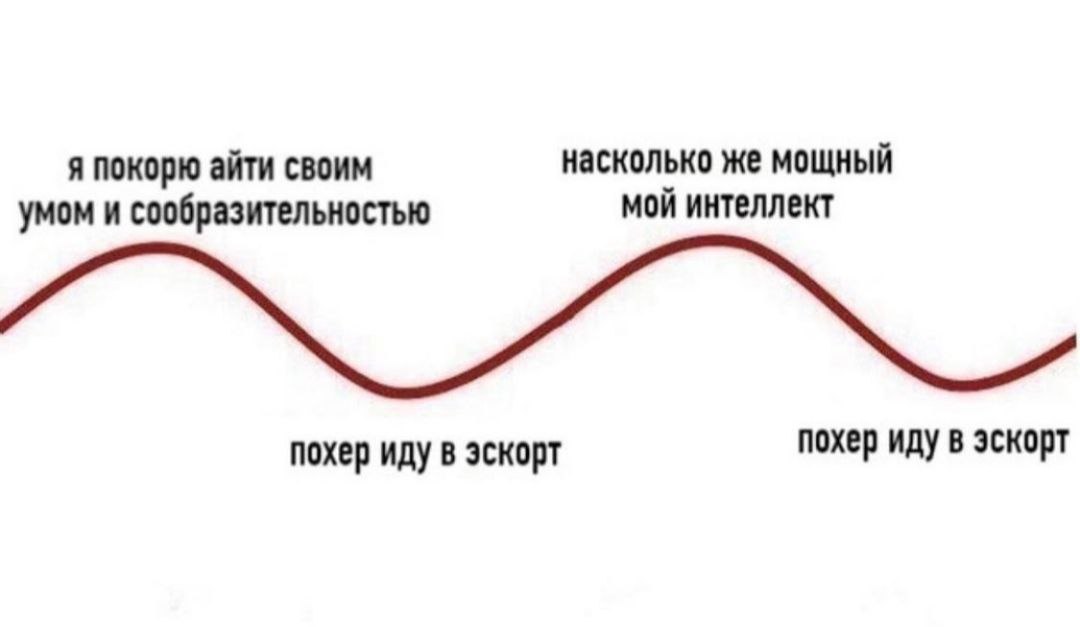 я покорю айти своим
умом и сообразительностью
насколько же мощный
мой интеллект
похер иду в эскорт
похер иду в эскорт